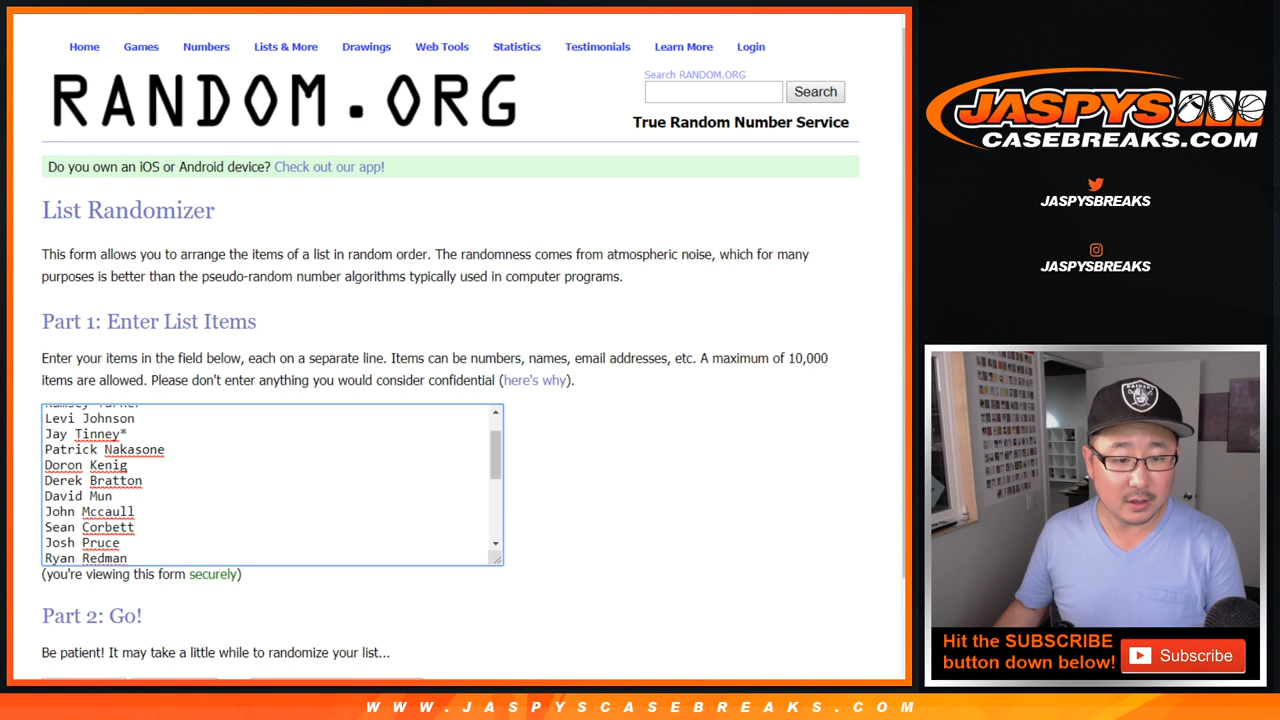 Home Games Numbers Lists & More Drawings Web Tools Statistics Testimonials Learn More Login
RANDOM.ORG
Search RANDOM.ORG
Search
True Random Number Service
Do you own an iOS or Android device? Check out our app!
List Randomizer
This form allows you to arrange the items of a list in random order. The randomness comes from atmospheric noise, which for many
purposes is better than the pseudo-random number algorithms typically used in computer programs.
Part 1: Enter List Items
Enter your items in the field below, each on a separate line. Items can be numbers, names, email addresses, etc. A maximum of 10,000
items are allowed. Please don't enter anything you would consider confidential (here's why).
Levi Johnson
Jay Tinney*
Patrick Nakasone
Doron Kenig
Derek Bratton
David Mun
John Mccaull
Sean Corbett
Josh Pruce
Ryan Redman
(you're viewing this form securely)
Part 2: Go!
Be patient! It may take a little while to randomize your list...
JASPYS
CASEBREAKS.COM
JASPYSBREAKS
JASPYSBREAKS
RAIDERS
Hit the SUBSCRIBE
button down below!
Subscribe
WWW.JASPYSCASEBREAKS.COM